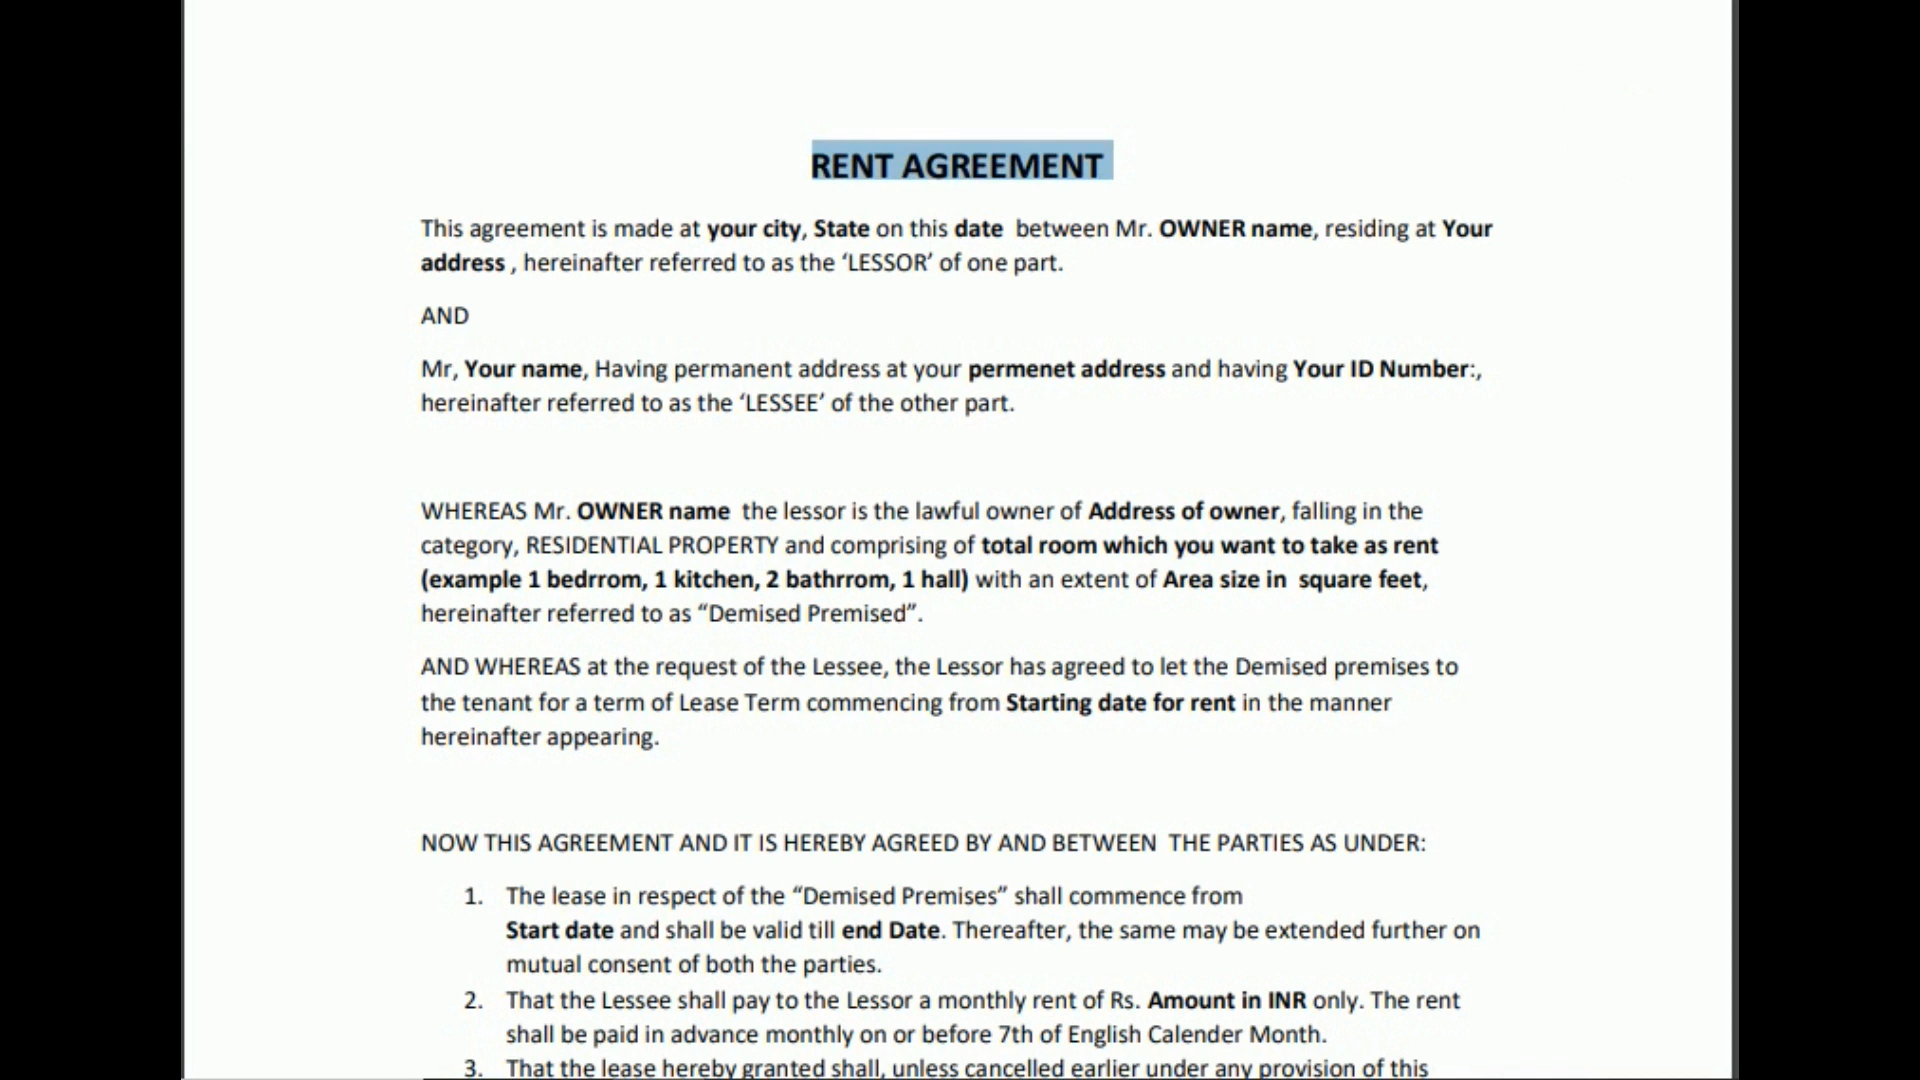 RENT AGREEMENT
This agreement is made at your city, State on this date between Mr. OWNER name, residing at Your
address , hereinafter referred to as the ‘LESSOR’ of one part.
AND
Mr, Your name, Having permanent address at your permenet address and having Your ID Number:,
hereinafter referred to as the ‘LESSEE’ of the other part.
WHEREAS Mr. OWNER name the lessor is the lawful owner of Address of owner, falling in the
category, RESIDENTIAL PROPERTY and comprising of total room which you want to take as rent
(example 1 bedrrom, 1 kitchen, 2 bathrrom, 1 hall) with an extent of Area size in square feet,
hereinafter referred to as “Demised Premised”.
AND WHEREAS at the request of the Lessee, the Lessor has agreed to let the Demised premises to
the tenant for a term of Lease Term commencing from Starting date for rent in the manner
hereinafter appearing.
NOW THIS AGREEMENT AND IT IS HEREBY AGREED BY AND BETWEEN THE PARTIES AS UNDER:
1. The lease in respect of the “Demised Premises” shall commence from
Start date and shall be valid till end Date. Thereafter, the same may be extended further on
mutual consent of both the parties.
2. That the Lessee shall pay to the Lessor a monthly rent of Rs. Amount in INR only. The rent
shall be paid in advance monthly on or before 7th of English Calender Month.
3. That the lease hereby granted shall, unless cancelled earlier under any provision of this